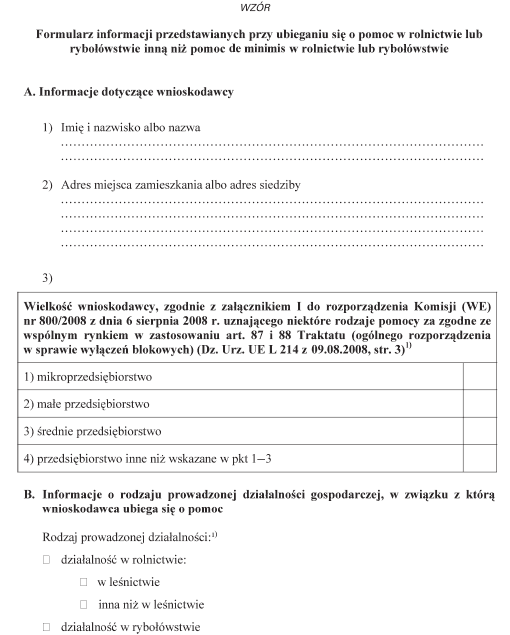 WZÓR
Formularz informacji przedstawianych przy ubieganiu się o pomoc w rolnictwie lub
rybołówstwie inną niż pomoc de minimis w rolnictwie lub rybołówstwie
A. Informacje dotyczące wnioskodawcy
1) Imię i nazwisko albo nazwa
2) Adres miejsca zamieszkania albo adres siedziby
3)
Wielkość wnioskodawcy, zgodnie z załącznikiem I do rozporządzenia Komisji (WE)
nr 800/2008 z dnia 6 sierpnia 2008 r. uznającego niektóre rodzaje pomocy za zgodne ze
wspólnym rynkiem w zastosowaniu art. 87 i 88 Traktatu (ogólnego rozporządzenia
w sprawie wyłączeń blokowych) (Dz. Urz. UE L 214 z 09.08.2008, str. 3)1)
1) mikroprzedsiębiorstwo
2) małe przedsiębiorstwo
3) średnie przedsiębiorstwo
4) przedsiębiorstwo inne niż wskazane w pkt 1–3
B. Informacje o rodzaju prowadzonej działalności gospodarczej, w związku z którą
wnioskodawca ubiega się o pomoc
Rodzaj prowadzonej działalności:1)
□ działalność w rolnictwie:
□ w leśnictwie
□ inna niż w leśnictwie
□ działalność w rybołówstwie